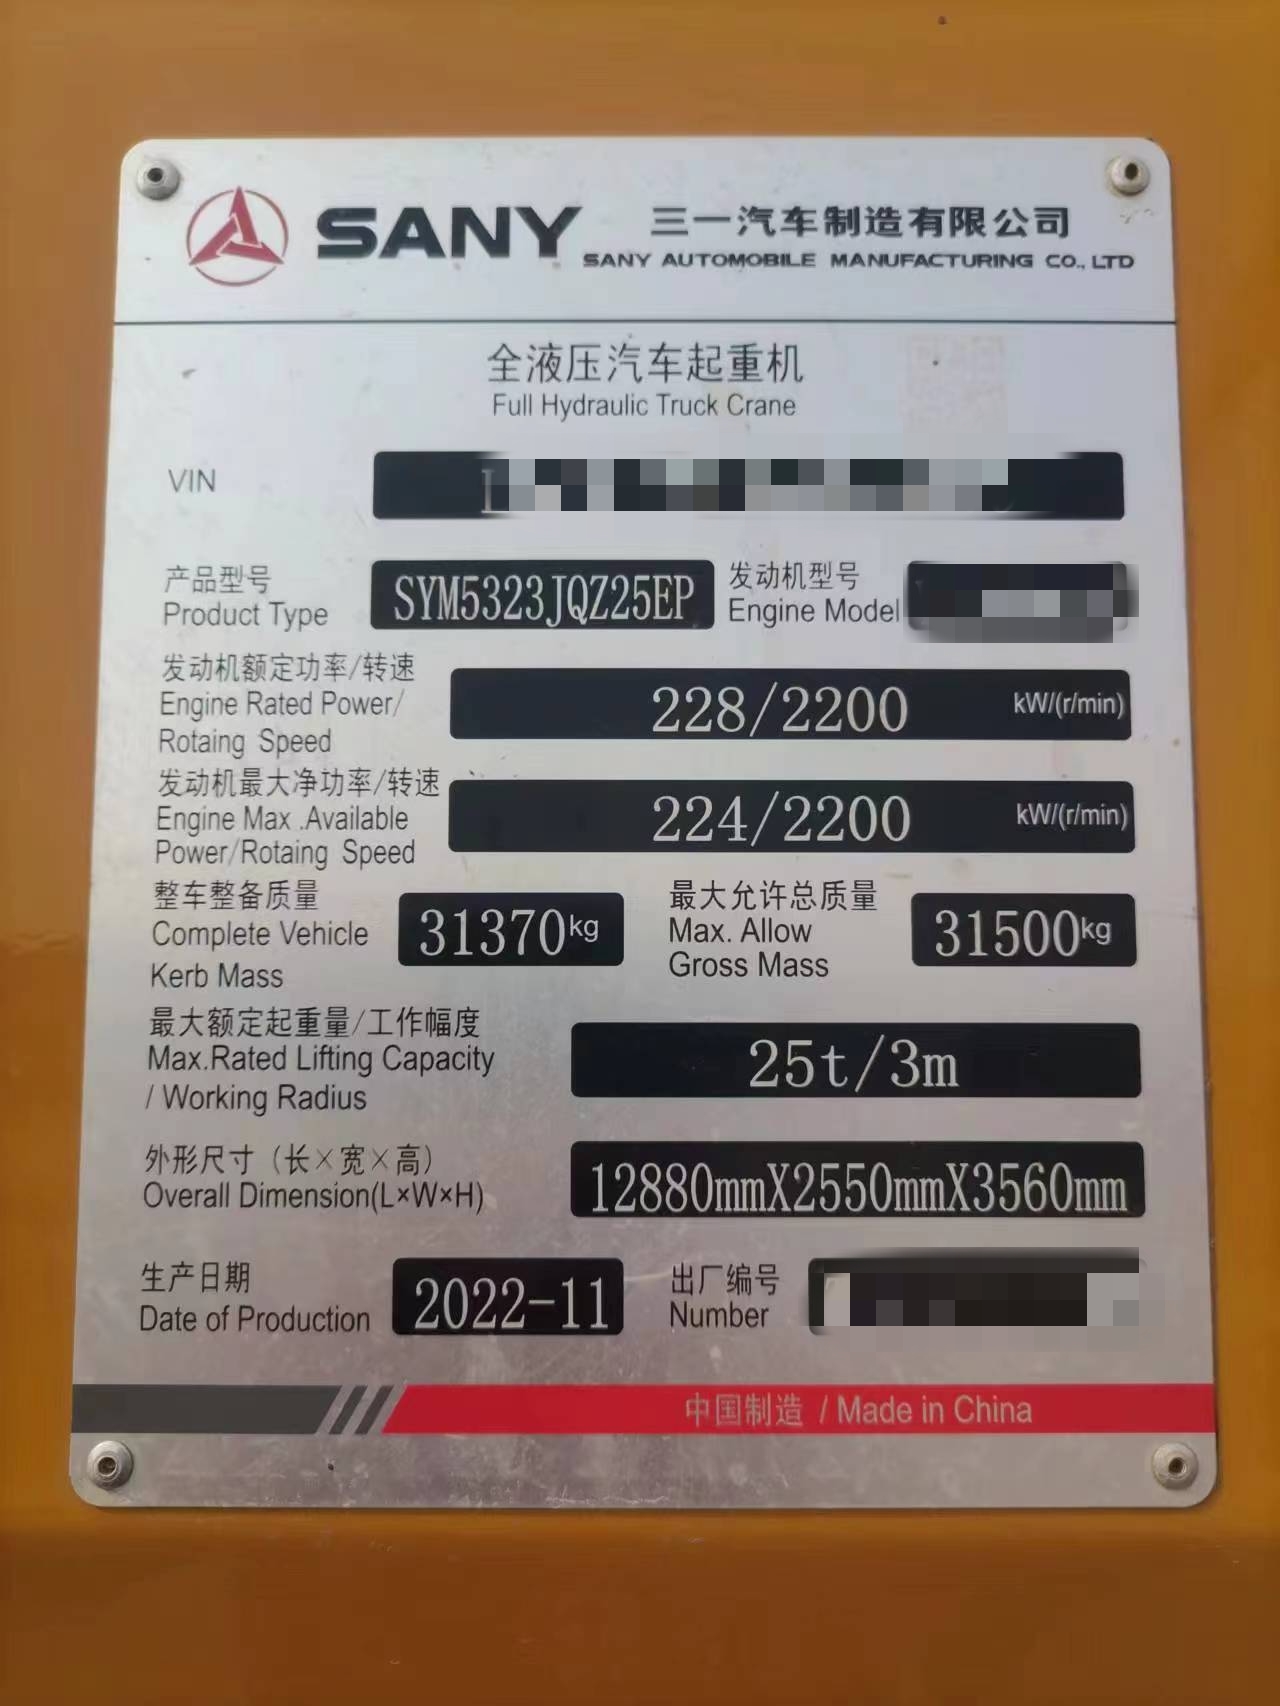 SANY
三一汽车制造有限公司
SANY AUTOMOBILE MANUFACTURING CO., LTD
全液压汽车起重机
Full Hydraulic Truck Crane
VIN
产品型号
Product Type
SYM5323JQZ25EP
发动机型号
Engine Model
发动机额定功率/转速
Engine Rated Power/
Rotaing Speed
228/2200 kW/(r/min)
发动机最大净功率/转速
Engine Max .Available
Power/Rotaing Speed
224/2200 kW/(r/min)
整车整备质量
Complete Vehicle
Kerb Mass
31370kg
最大允许总质量
Max. Allow
Gross Mass
31500kg
最大额定起重量/工作幅度
Max.Rated Lifting Capacity
/ Working Radius
25t/3m
外形尺寸（长×宽×高）
Overall Dimension(L×W×H)
12880mmX2550mmX3560mm
生产日期
Date of Production
2022-11
出厂编号
Number
中国制造 / Made in China